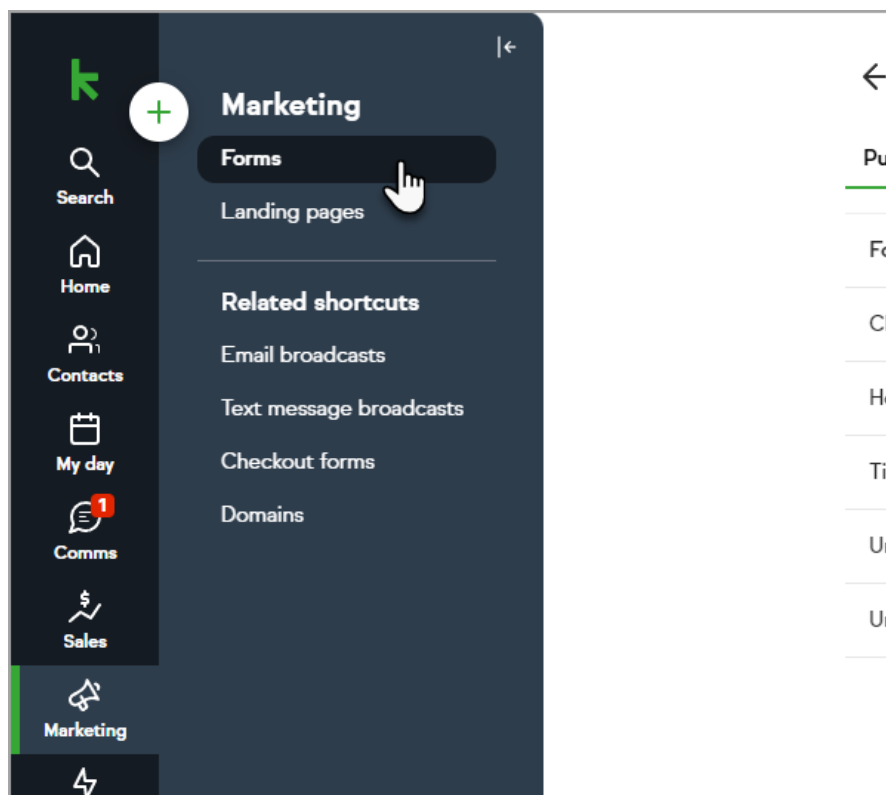 Search
Home
Contacts
My day
1
Comms
Sales
Marketing
Marketing
Forms
Landing pages
Related shortcuts
Email broadcasts
Text message broadcasts
Checkout forms
Domains